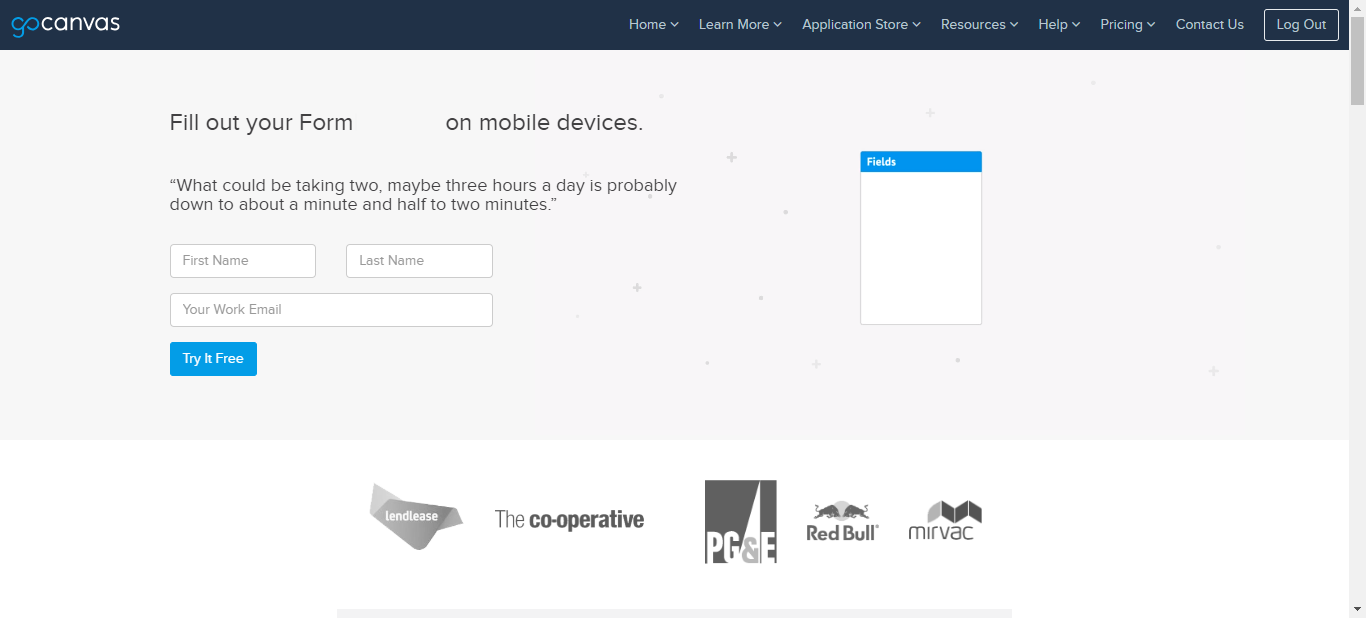 gocanvas
Home Learn More Application Store Resources Help Pricing Contact Us Log Out
Fill out your Form on mobile devices.
“What could be taking two, maybe three hours a day is probably
down to about a minute and half to two minutes.”
First Name Last Name
Your Work Email
Try It Free
Fields
lendlease
The co-operative
PG&E
Red Bull
mirvac